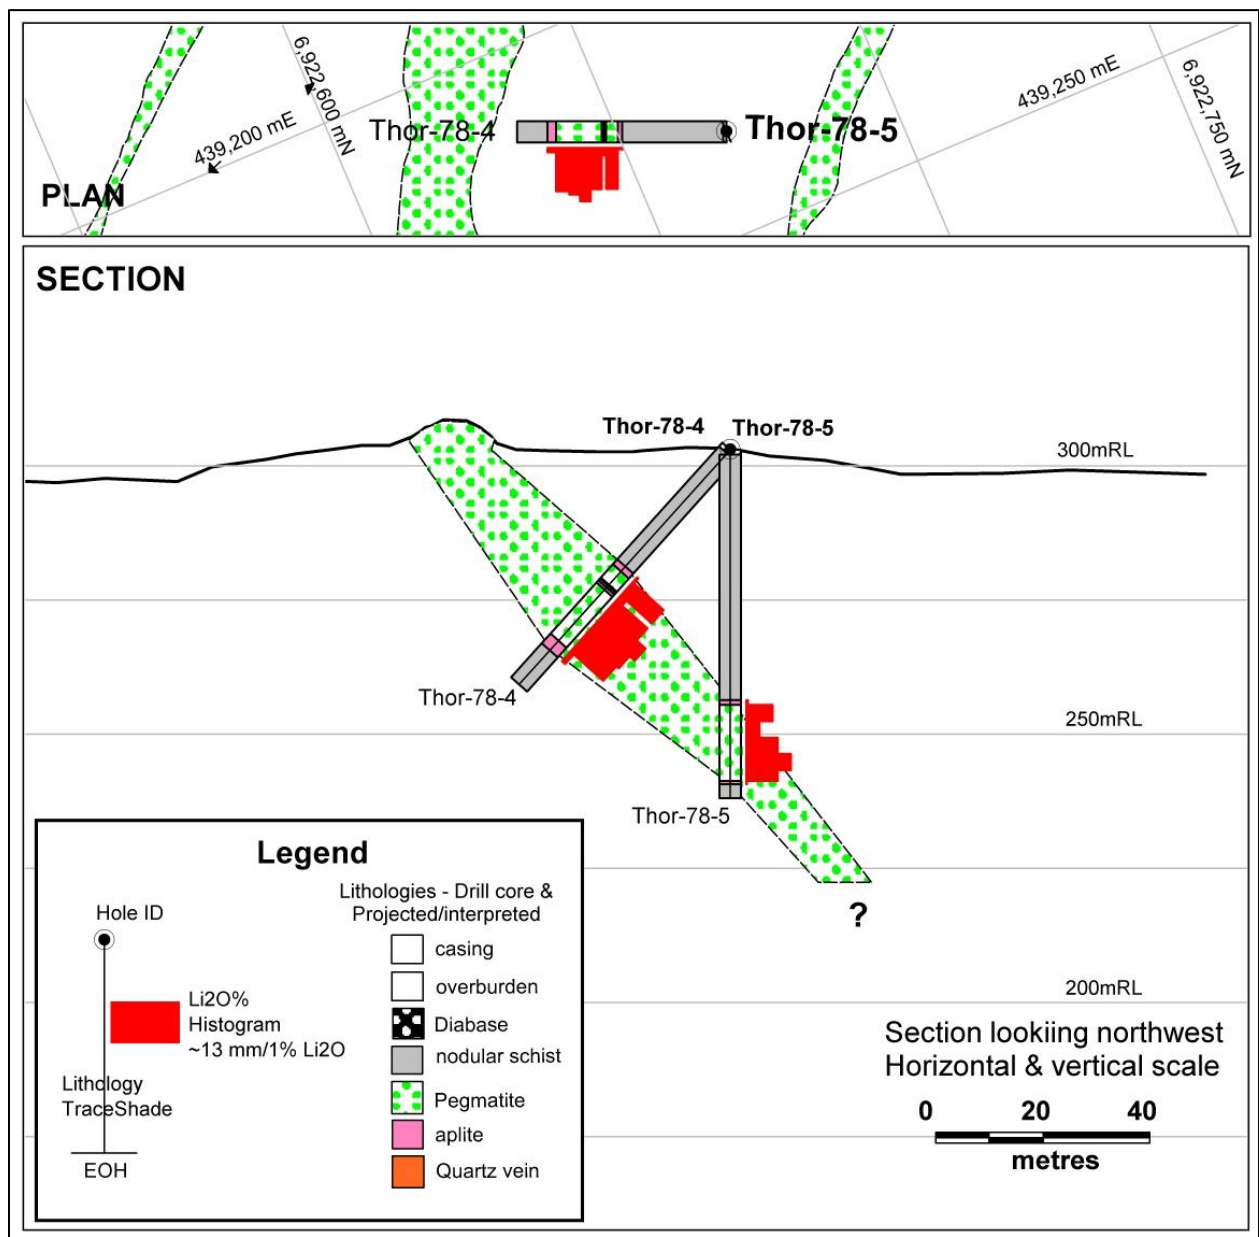 6,922,600 mN
439,200 mE
Thor-78-4
Thor-78-5
439,250 mE
6,922,750 mN
PLAN
SECTION
Thor-78-4 Thor-78-5
300mRL
Thor-78-4
250mRL
Thor-78-5
?
200mRL
Legend
Hole ID
Li2O%
Histogram
~13 mm/1% Li2O
Lithology
TraceShade
EOH
Lithologies - Drill core &
Projected/interpreted
casing
overburden
Diabase
nodular schist
Pegmatite
aplite
Quartz vein
Section lookiing northwest
Horizontal & vertical scale
0 20 40
metres